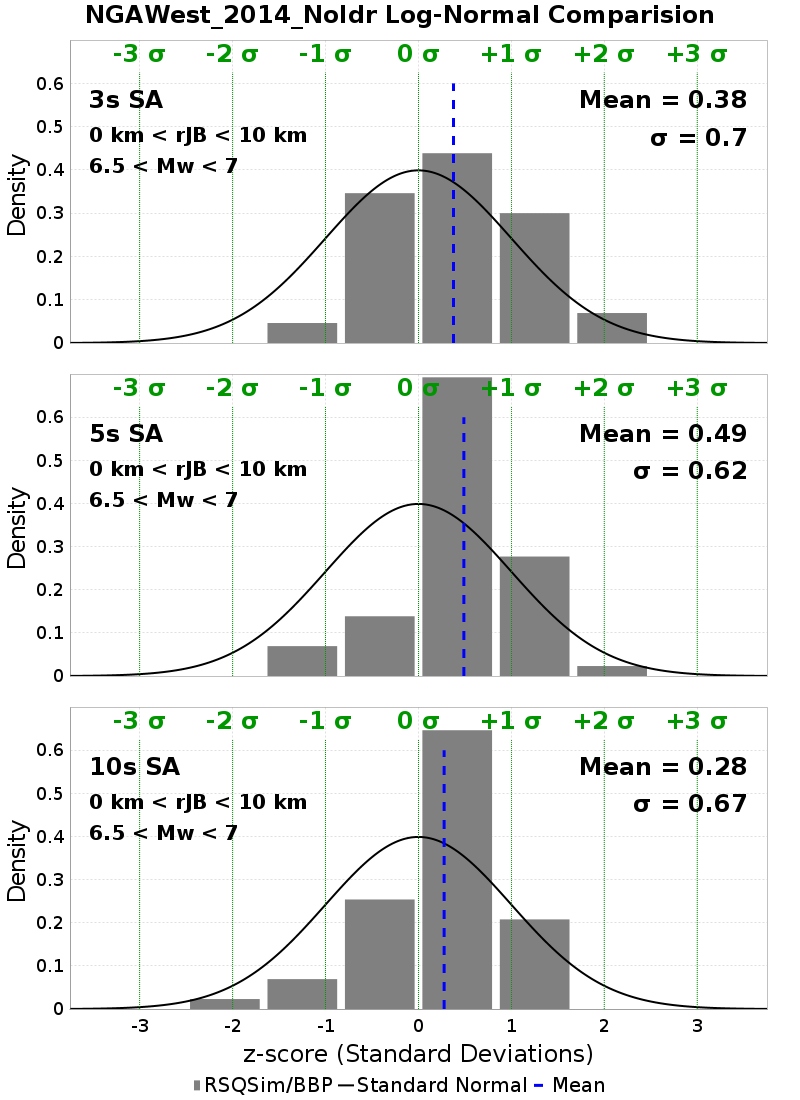 NGAWest_2014_NoIdr Log-Normal Comparision
-3 σ -2 σ -1 σ 0 σ +1 σ +2 σ +3 σ
3s SA
0 km < rJB < 10 km
6.5 < Mw < 7
Mean = 0.38
σ = 0.7
Density
0.6
0.5
0.4
0.3
0.2
0.1
0
-3 σ -2 σ -1 σ 0 σ +1 σ +2 σ +3 σ
5s SA
0 km < rJB < 10 km
6.5 < Mw < 7
Mean = 0.49
σ = 0.62
Density
0.6
0.5
0.4
0.3
0.2
0.1
0
-3 σ -2 σ -1 σ 0 σ +1 σ +2 σ +3 σ
10s SA
0 km < rJB < 10 km
6.5 < Mw < 7
Mean = 0.28
σ = 0.67
Density
0.6
0.5
0.4
0.3
0.2
0.1
0
-3 -2 -1 0 1 2 3
z-score (Standard Deviations)
RSQSim/BBP Standard Normal Mean